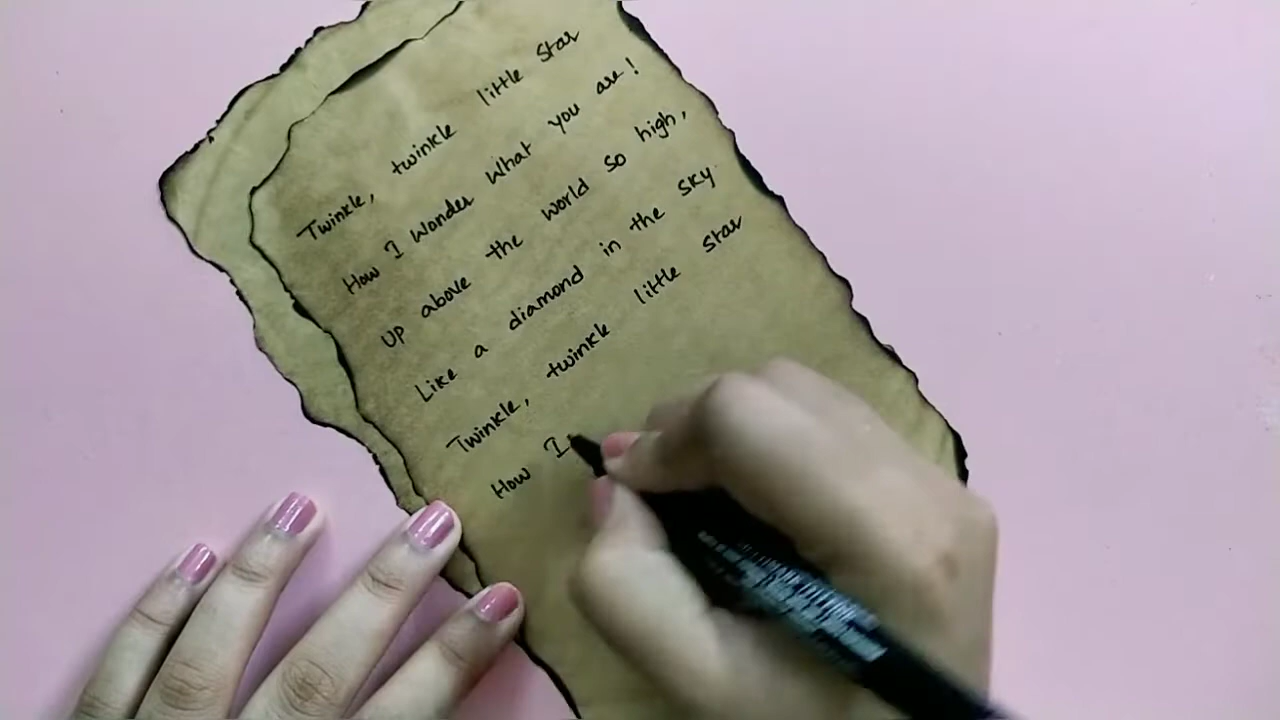 Twinkle, twinkle little star
How I wonder what you are!
Up above the world so high,
Like a diamond in the sky
Twinkle, twinkle little star
How I